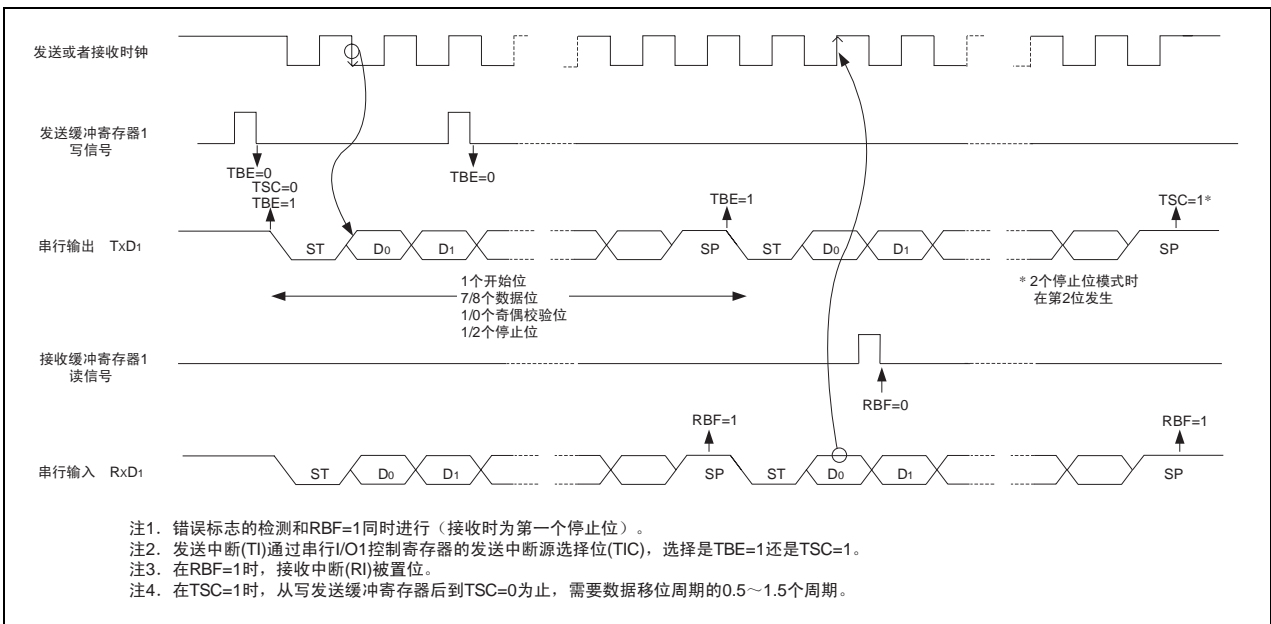 发送或者接收时钟
发送缓冲寄存器1
写信号
TBE=0
TSC=0
TBE=1
TBE=0
TBE=1
TSC=1*
串行输出 TxD1
ST
D0
D1
SP
ST
D0
D1
SP
1个开始位
7/8个数据位
1/0个奇偶校验位
1/2个停止位
* 2个停止位模式时
在第2位发生
接收缓冲寄存器1
读信号
RBF=0
RBF=1
RBF=1
串行输入 RxD1
ST
D0
D1
SP
ST
D0
D1
SP
注1. 错误标志的检测和RBF=1同时进行（接收时为第一个停止位）。
注2. 发送中断(TI)通过串行I/O1控制寄存器的发送中断源选择位(TIC)，选择是TBE=1还是TSC=1。
注3. 在RBF=1时，接收中断(RI)被置位。
注4. 在TSC=1时，从写发送缓冲寄存器后到TSC=0为止，需要数据移位周期的0.5～1.5个周期。